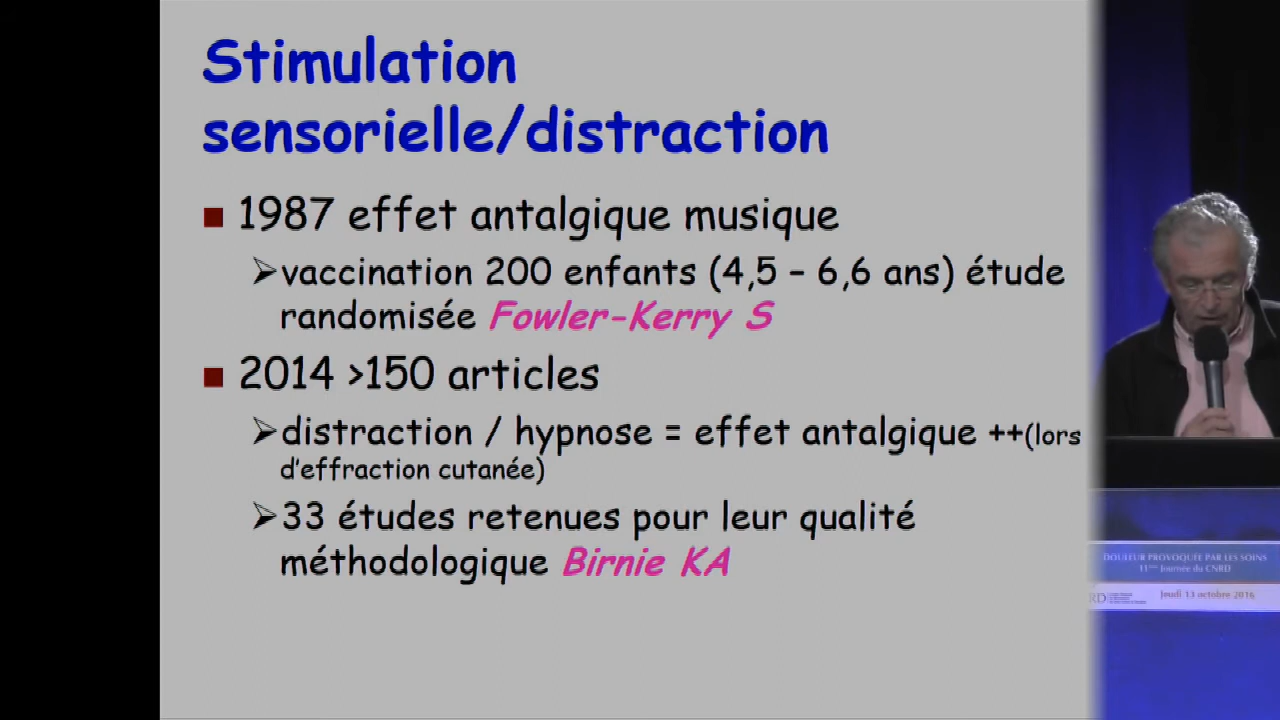 Stimulation
sensorielle/distraction
1987 effet antalgique musique
vaccination 200 enfants (4,5 – 6,6 ans) étude
randomisée Fowler-Kerry S
2014 >150 articles
distraction / hypnose = effet antalgique ++(lors
d'effraction cutanée)
33 études retenues pour leur qualité
méthodologique Birnie KA
DOULEUR PROVOQUÉE PAR LES SOINS
11ème Journée du CNRD
Jeudi 13 octobre 2016